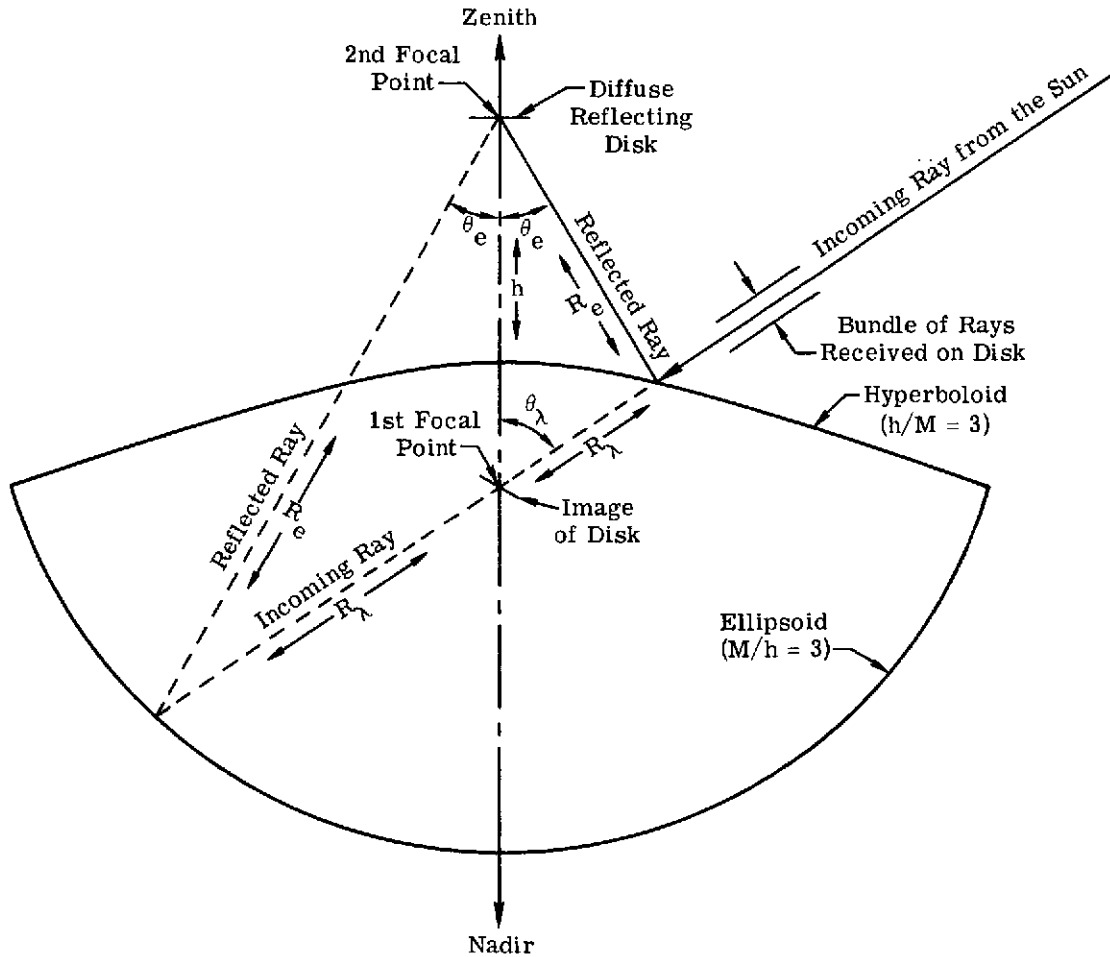 Zenith
2nd Focal
Point
Diffuse
Reflecting
Disk
Incoming Ray from the Sun
θe
θe
h
Re
Reflected Ray
Bundle of Rays
Received on Disk
Hyperboloid
(h/M = 3)
θλ
1st Focal
Point
Rλ
Image
of Disk
Reflected Ray
Re
Incoming Ray
Rλ
Ellipsoid
(M/h = 3)
Nadir